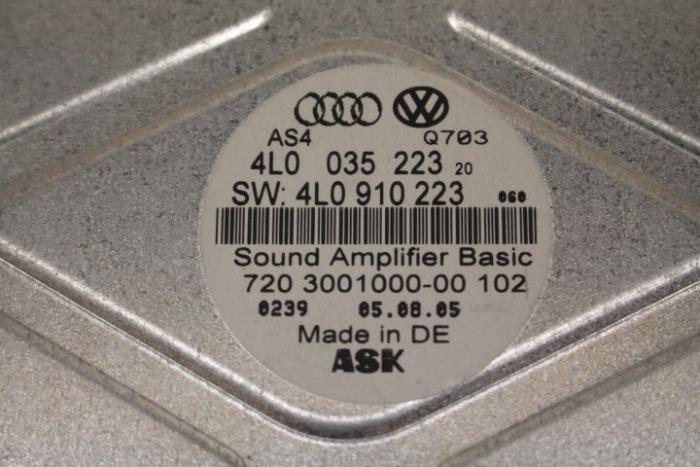 AS4 Q703
4L0 035 223 20
SW: 4L0 910 223 060
Sound Amplifier Basic
720 3001000-00 102
0239 05.08.05
Made in DE
ASK